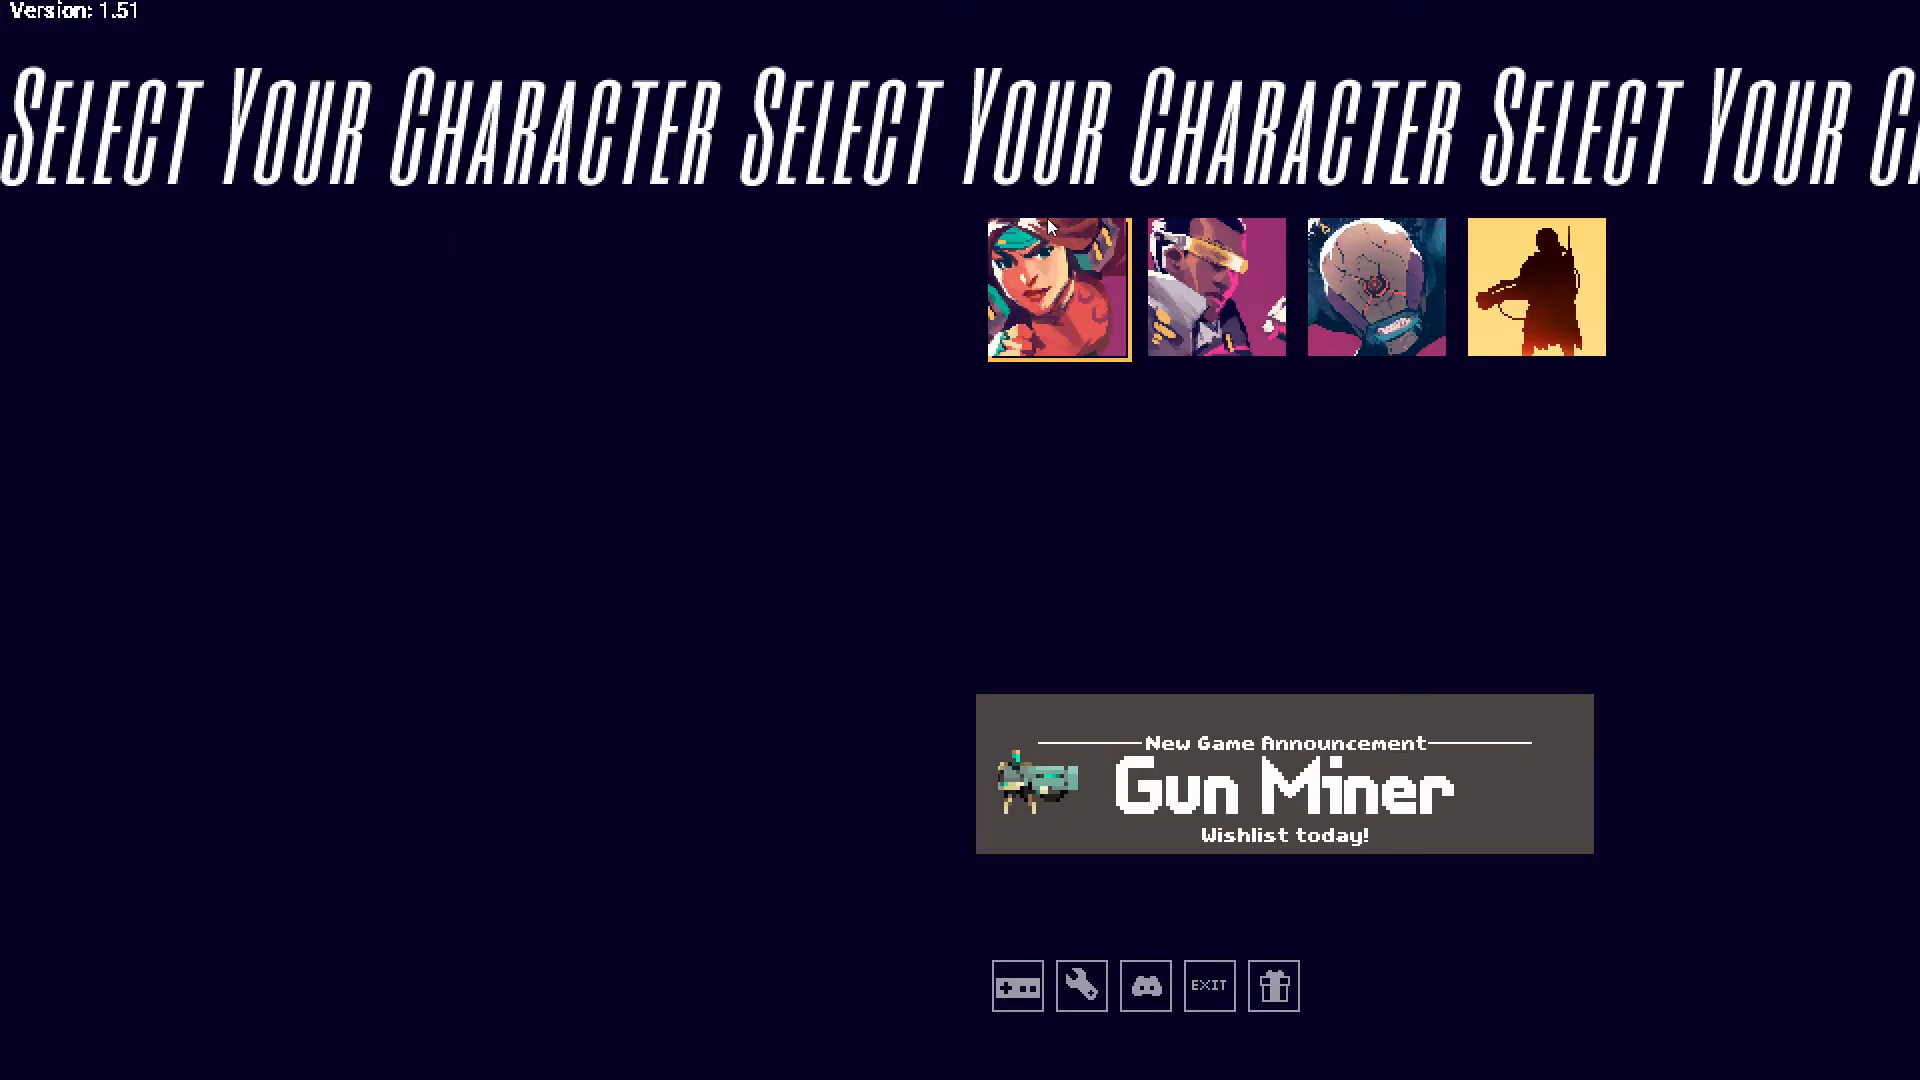 Version: 1.51
SELECT YOUR CHARACTER SELECT YOUR CHARACTER SELECT YOUR C
New Game Announcement
Gun Miner
Wishlist today!
EXIT